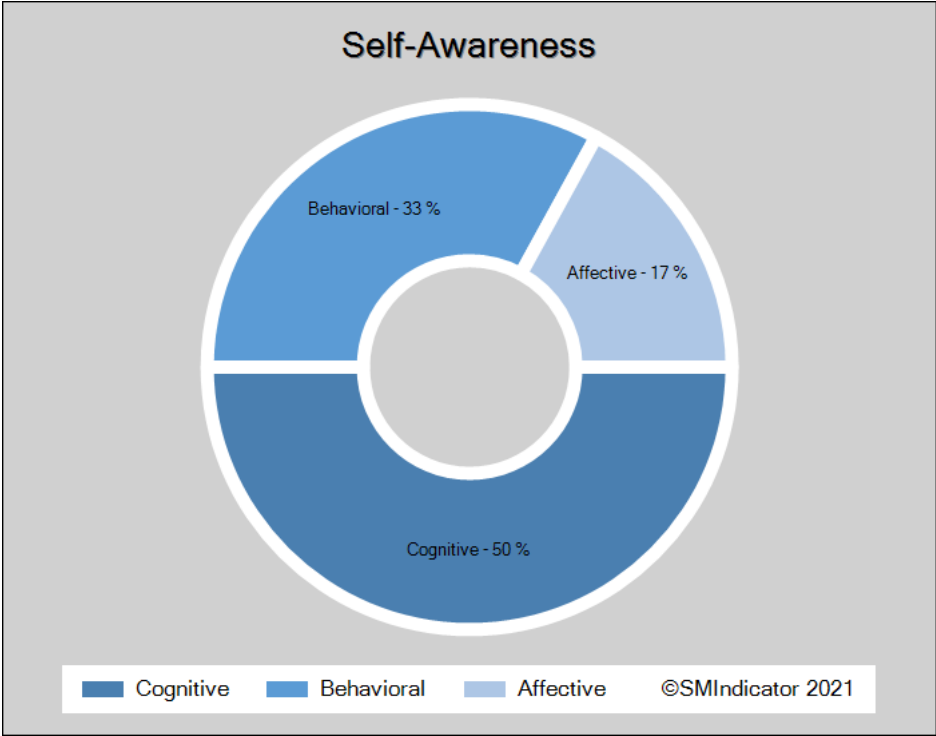 Self-Awareness
Behavioral - 33 %
Affective - 17 %
Cognitive - 50 %
Cognitive Behavioral Affective ©SMIndicator 2021